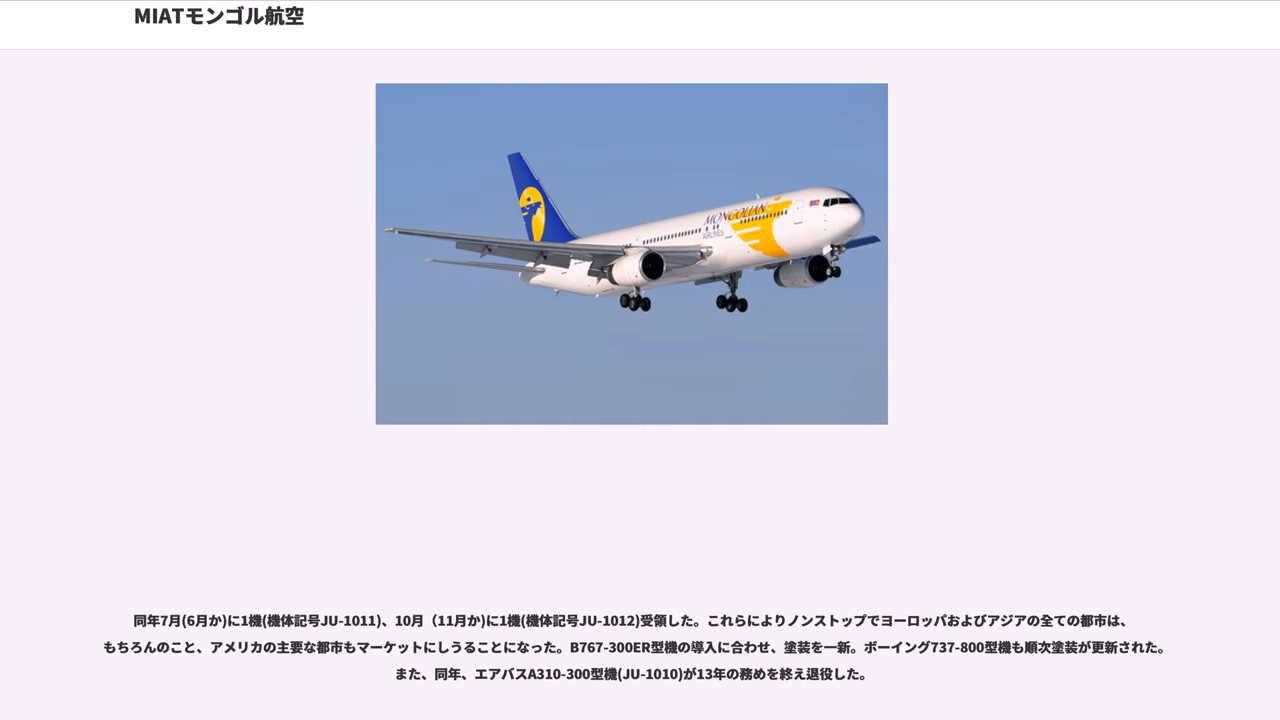 MIATモンゴル航空
MONGOLIAN
AIRLINES
同年7月(6月か)に1機(機体記号JU-1011)、10月（11月か)に1機(機体記号JU-1012)受領した。これらによりノンストップでヨーロッパおよびアジアの全ての都市は、
もちろんのこと、アメリカの主要な都市もマーケットにしうることになった。B767-300ER型機の導入に合わせ、塗装を一新。ボーイング737-800型機も順次塗装が更新された。
また、同年、エアバスA310-300型機(JU-1010)が13年の務めを終え退役した。